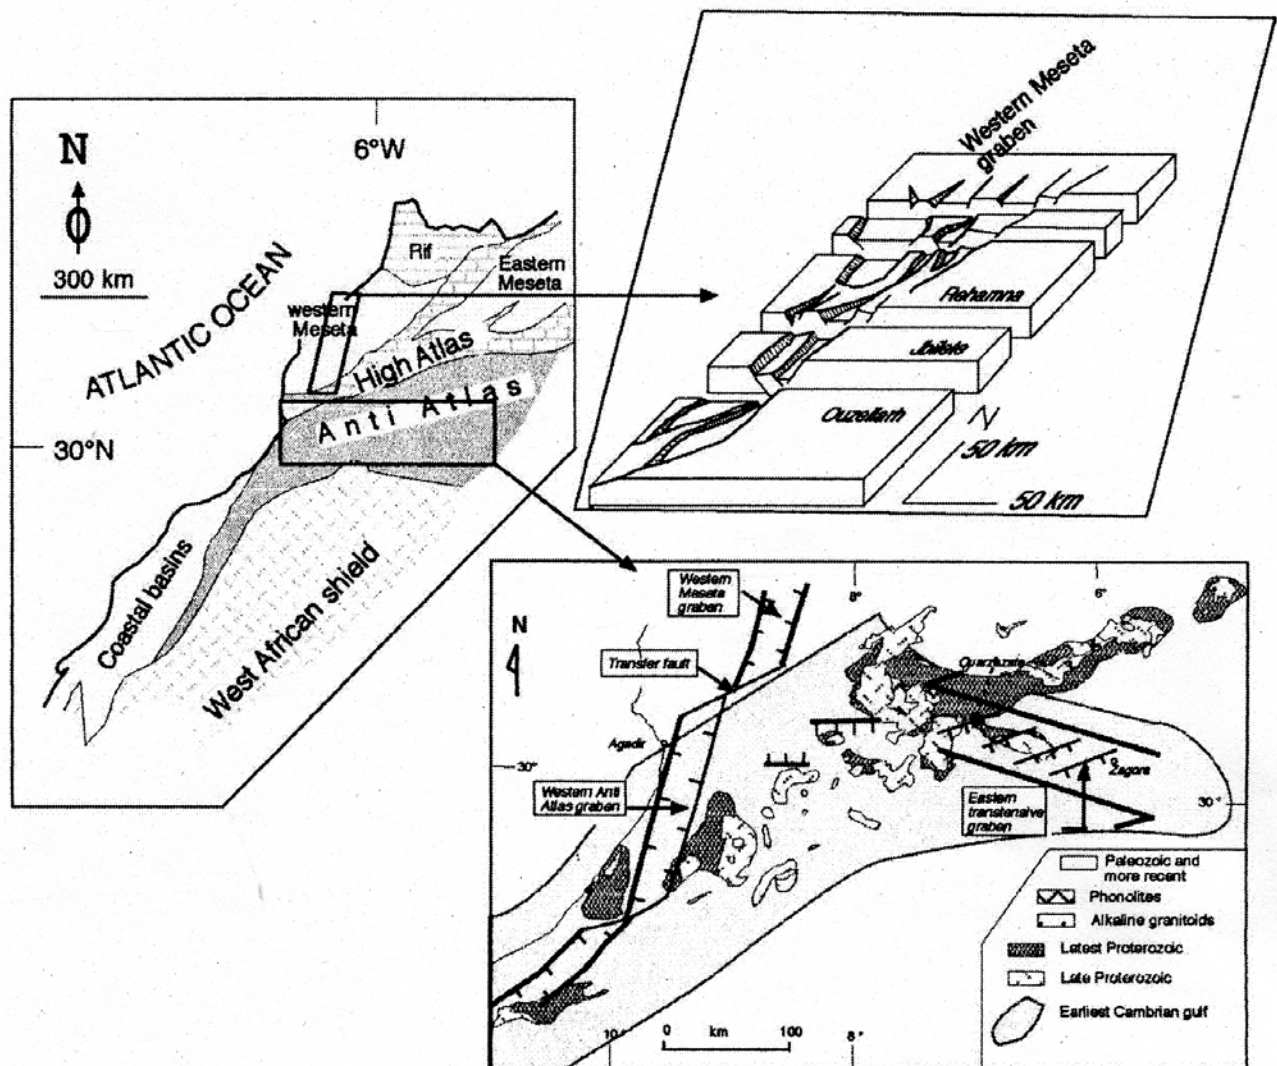 N
6°W
300 km
ATLANTIC OCEAN
Rif
Eastern
Meseta
western
Meseta
High Atlas
Anti Atlas
30°N
Coastal basins
West African shield
Western Meseta
graben
Rehamna
Jbilete
Ouzellarh
N
50 km
50 km
Western
Meseta
graben
8°
6°
N
Transfer fault
Ouarzazate
Agadir
30°
Zagora
Western Anti
Atlas graben
Eastern
transtensive
graben
30°
Paleozoic and
more recent
Phonolites
Alkaline granitoids
Latest Proterozoic
Late Proterozoic
Earliest Cambrian gulf
10°
0 km 100
8°